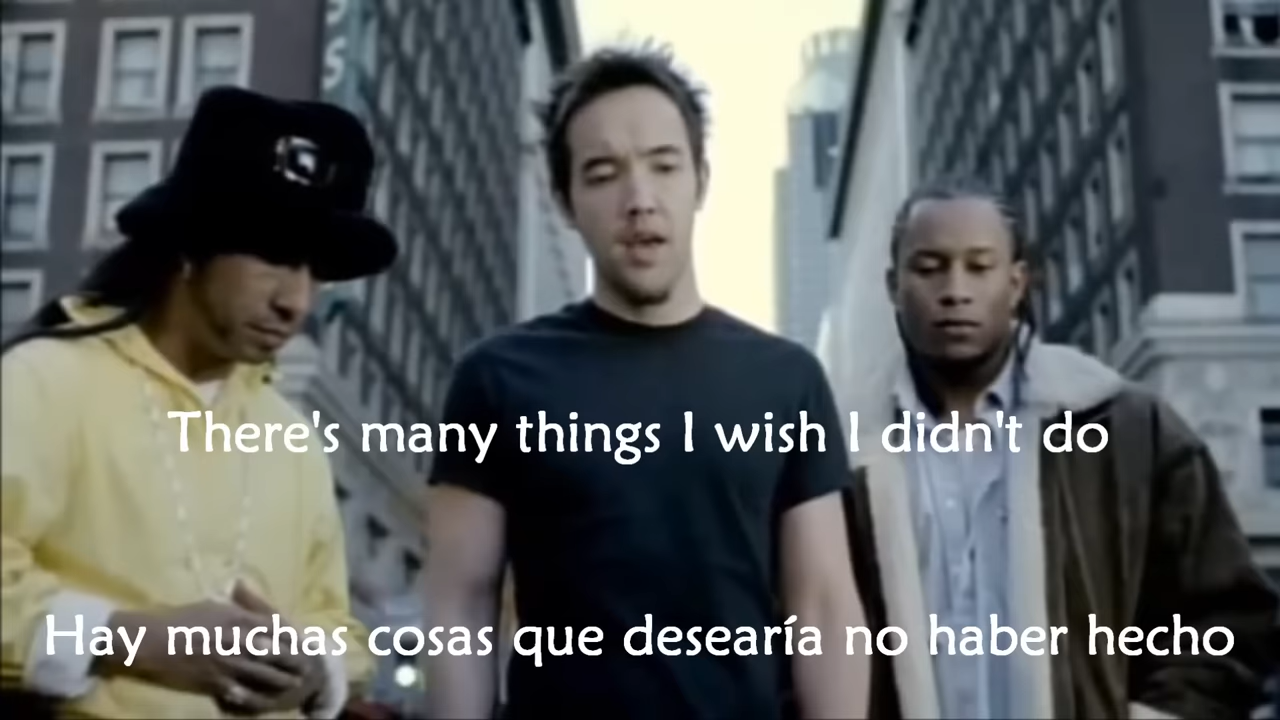 There's many things I wish I didn't do
Hay muchas cosas que desearía no haber hecho